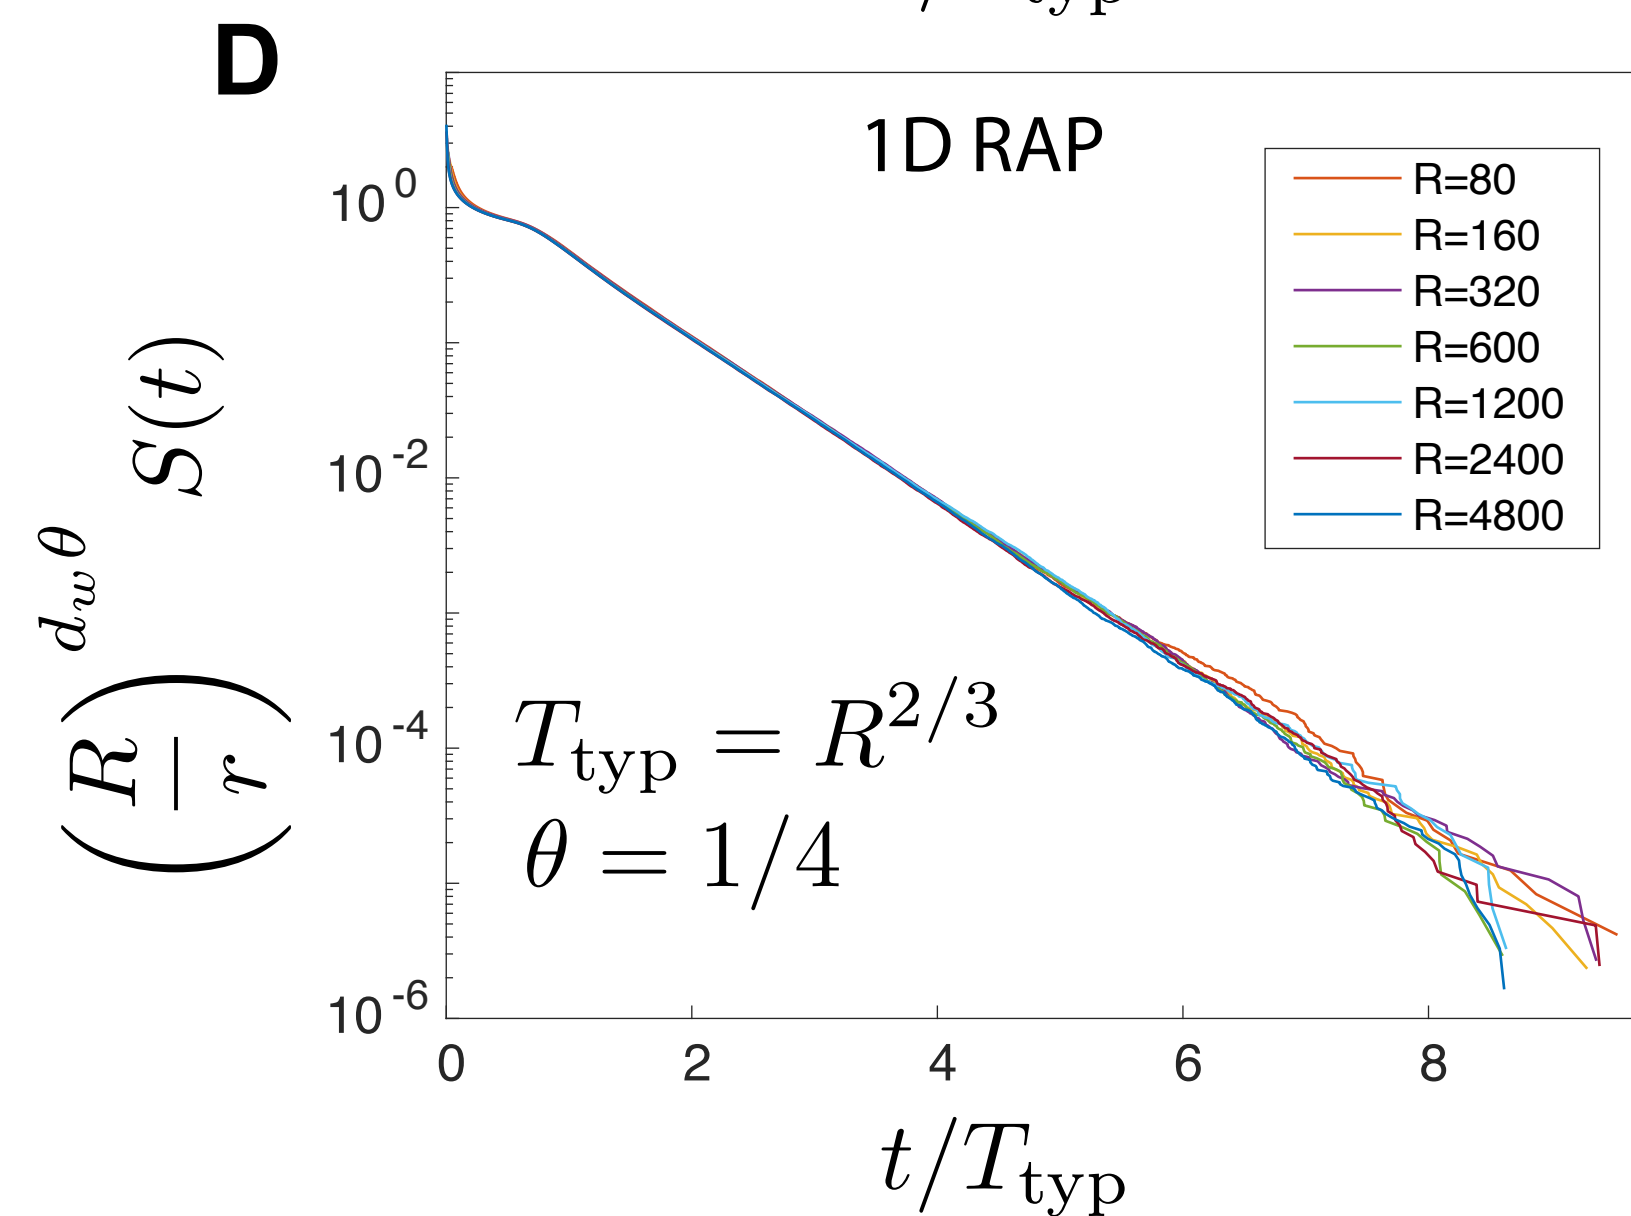 / typ
D
1D RAP
R=80
R=160
R=320
R=600
R=1200
R=2400
R=4800
(R/r)^{d_w θ} S(t)
10^0
10^-2
10^-4
10^-6
T_typ = R^{2/3}
θ = 1/4
0 2 4 6 8
t/T_typ